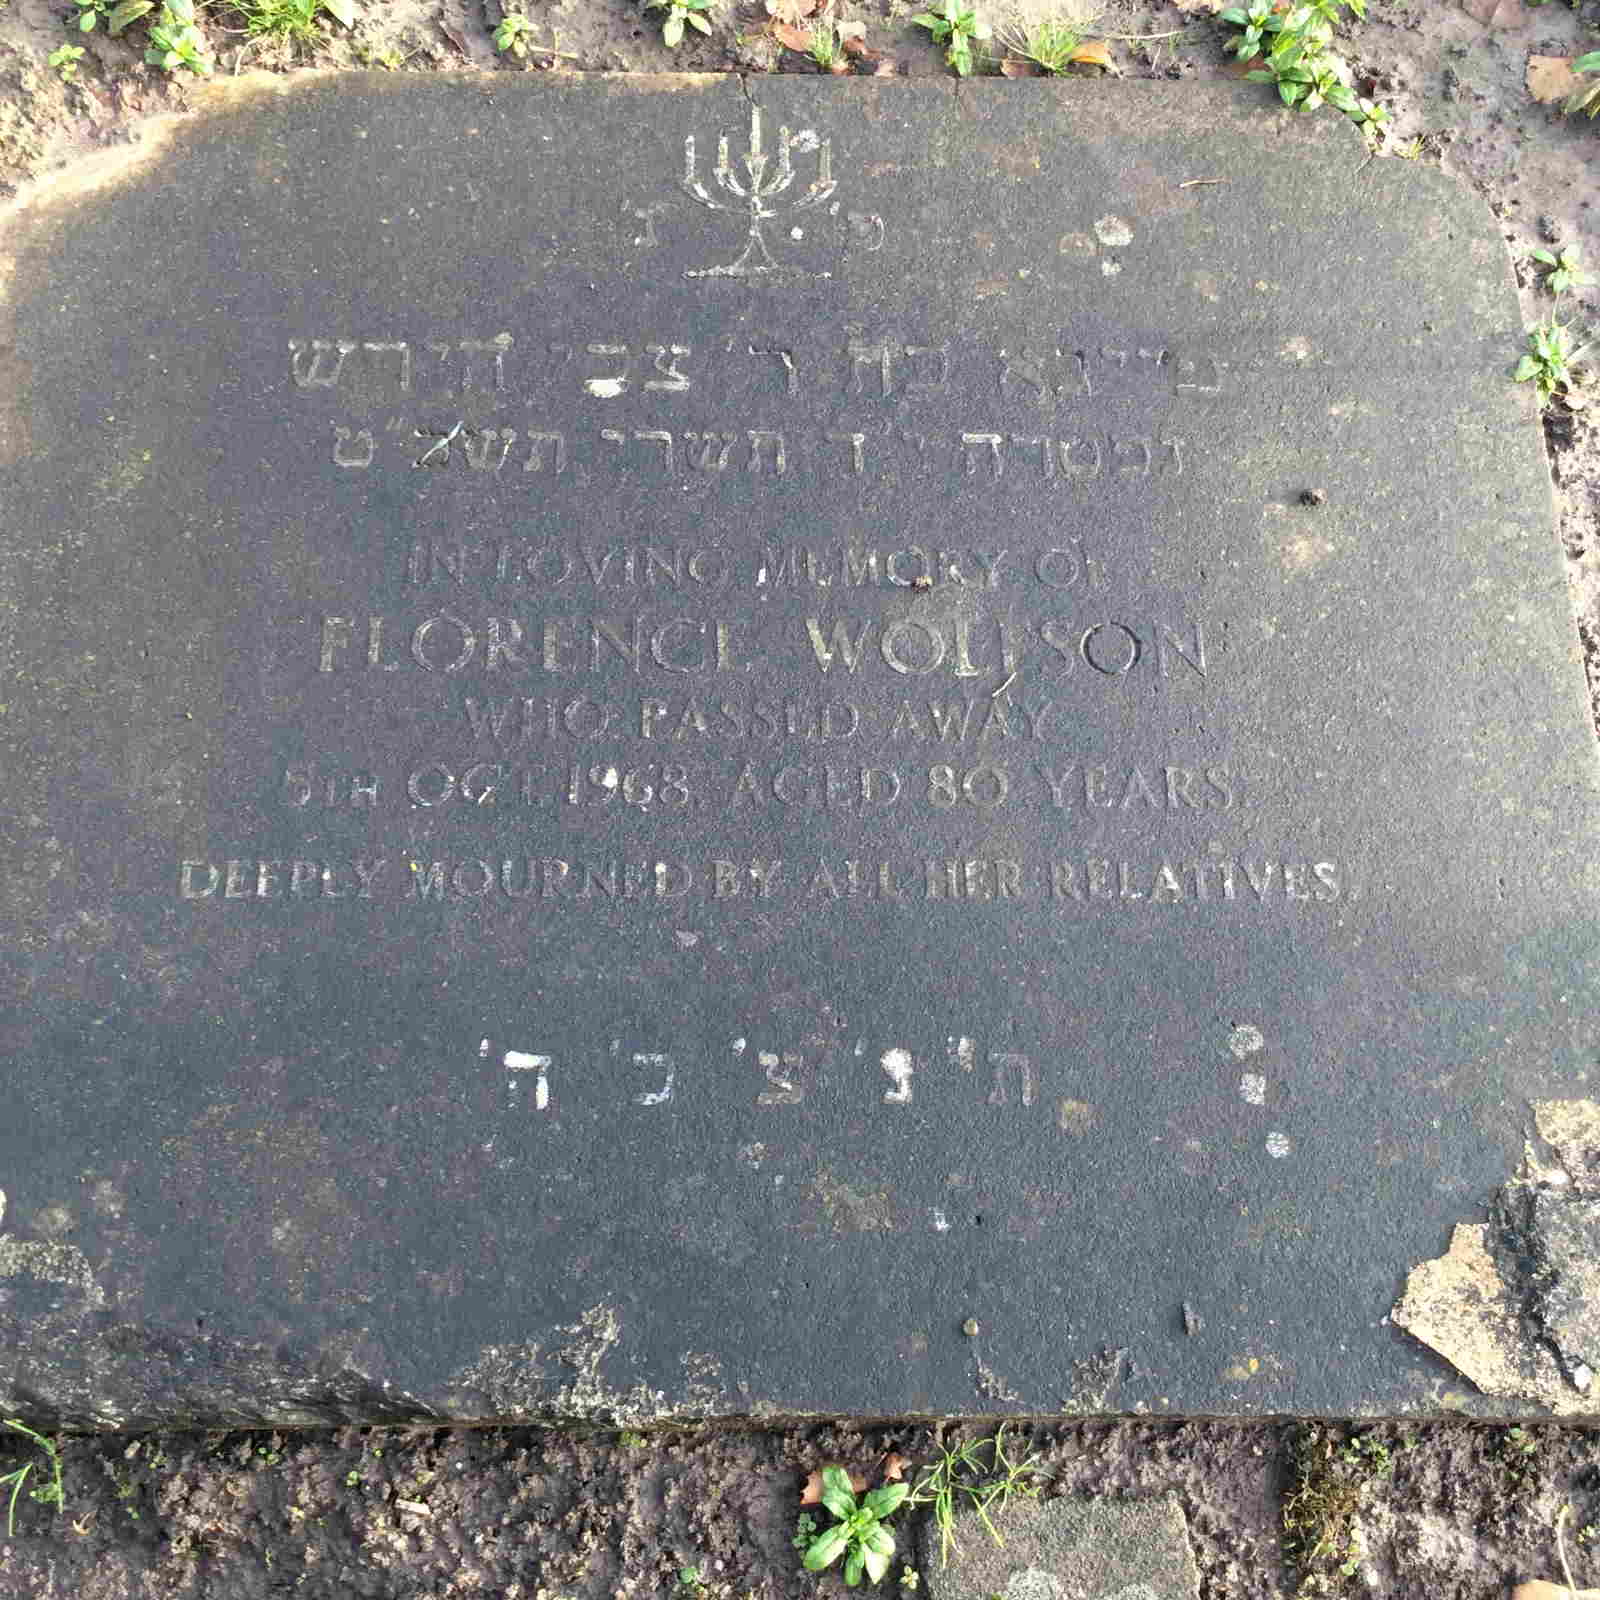 פ נ
פייגא בת ר' צבי הירש
נפטרה י"ד תשרי תשכ"ט
IN LOVING MEMORY OF
FLORENCE WOLFSON
WHO PASSED AWAY
5TH OCT. 1968. AGED 80 YEARS.
DEEPLY MOURNED BY ALL HER RELATIVES.
ת' נ' צ' ב' ה'